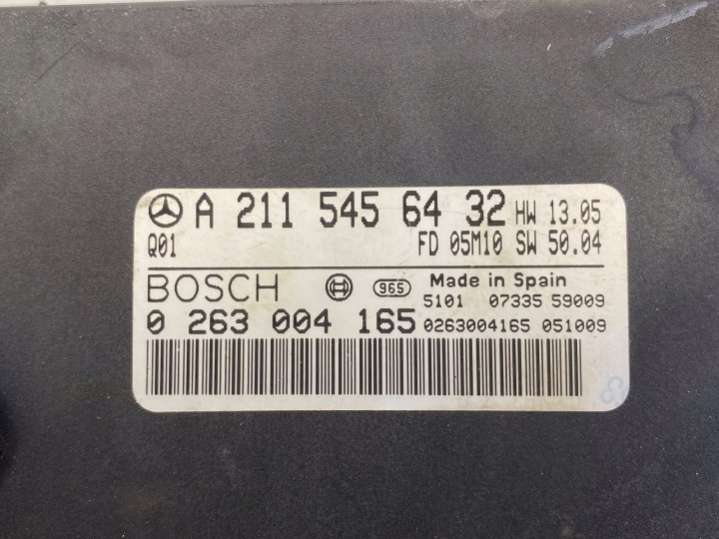 A 211 545 64 32 HW 13.05
Q01 FD 05M10 SW 50.04
BOSCH 965 Made in Spain
5101 07335 59009
0 263 004 165 0263004165 051009